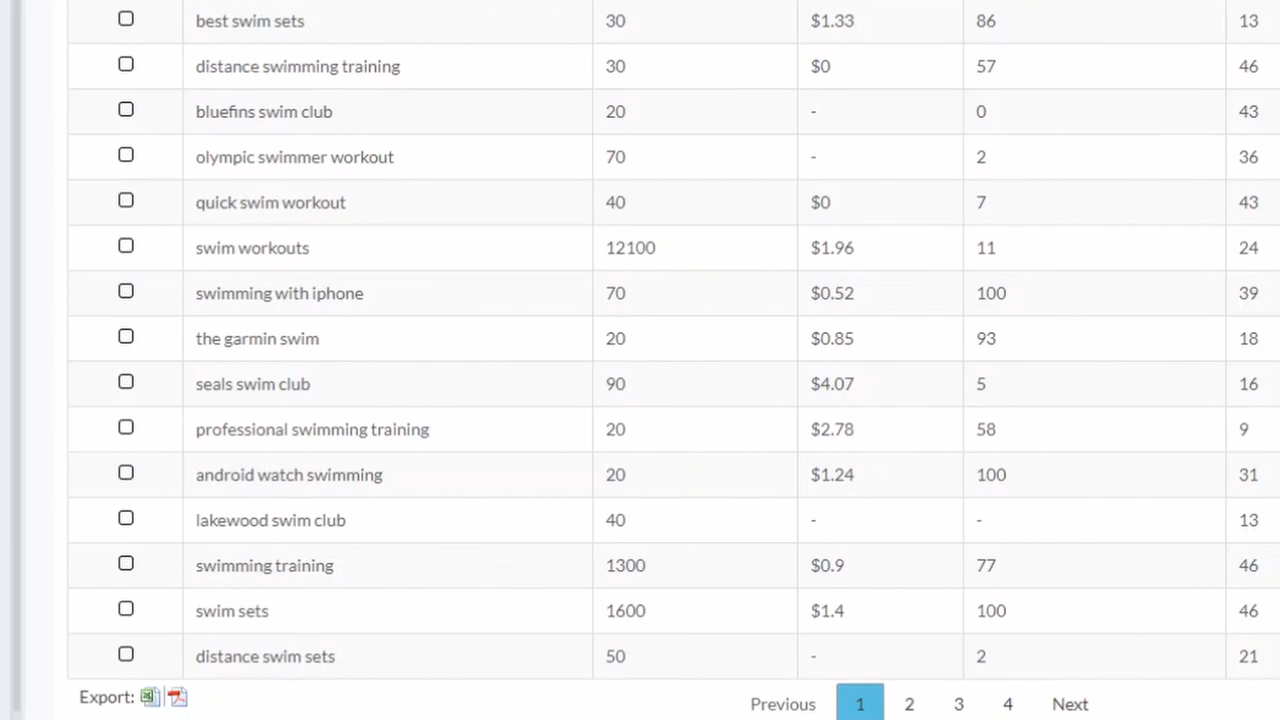 best swim sets 30 $1.33 86 13
distance swimming training 30 $0 57 46
bluefins swim club 20 - 0 43
olympic swimmer workout 70 - 2 36
quick swim workout 40 $0 7 43
swim workouts 12100 $1.96 11 24
swimming with iphone 70 $0.52 100 39
the garmin swim 20 $0.85 93 18
seals swim club 90 $4.07 5 16
professional swimming training 20 $2.78 58 9
android watch swimming 20 $1.24 100 31
lakewood swim club 40 - - 13
swimming training 1300 $0.9 77 46
swim sets 1600 $1.4 100 46
distance swim sets 50 - 2 21
Export:
Previous 1 2 3 4 Next